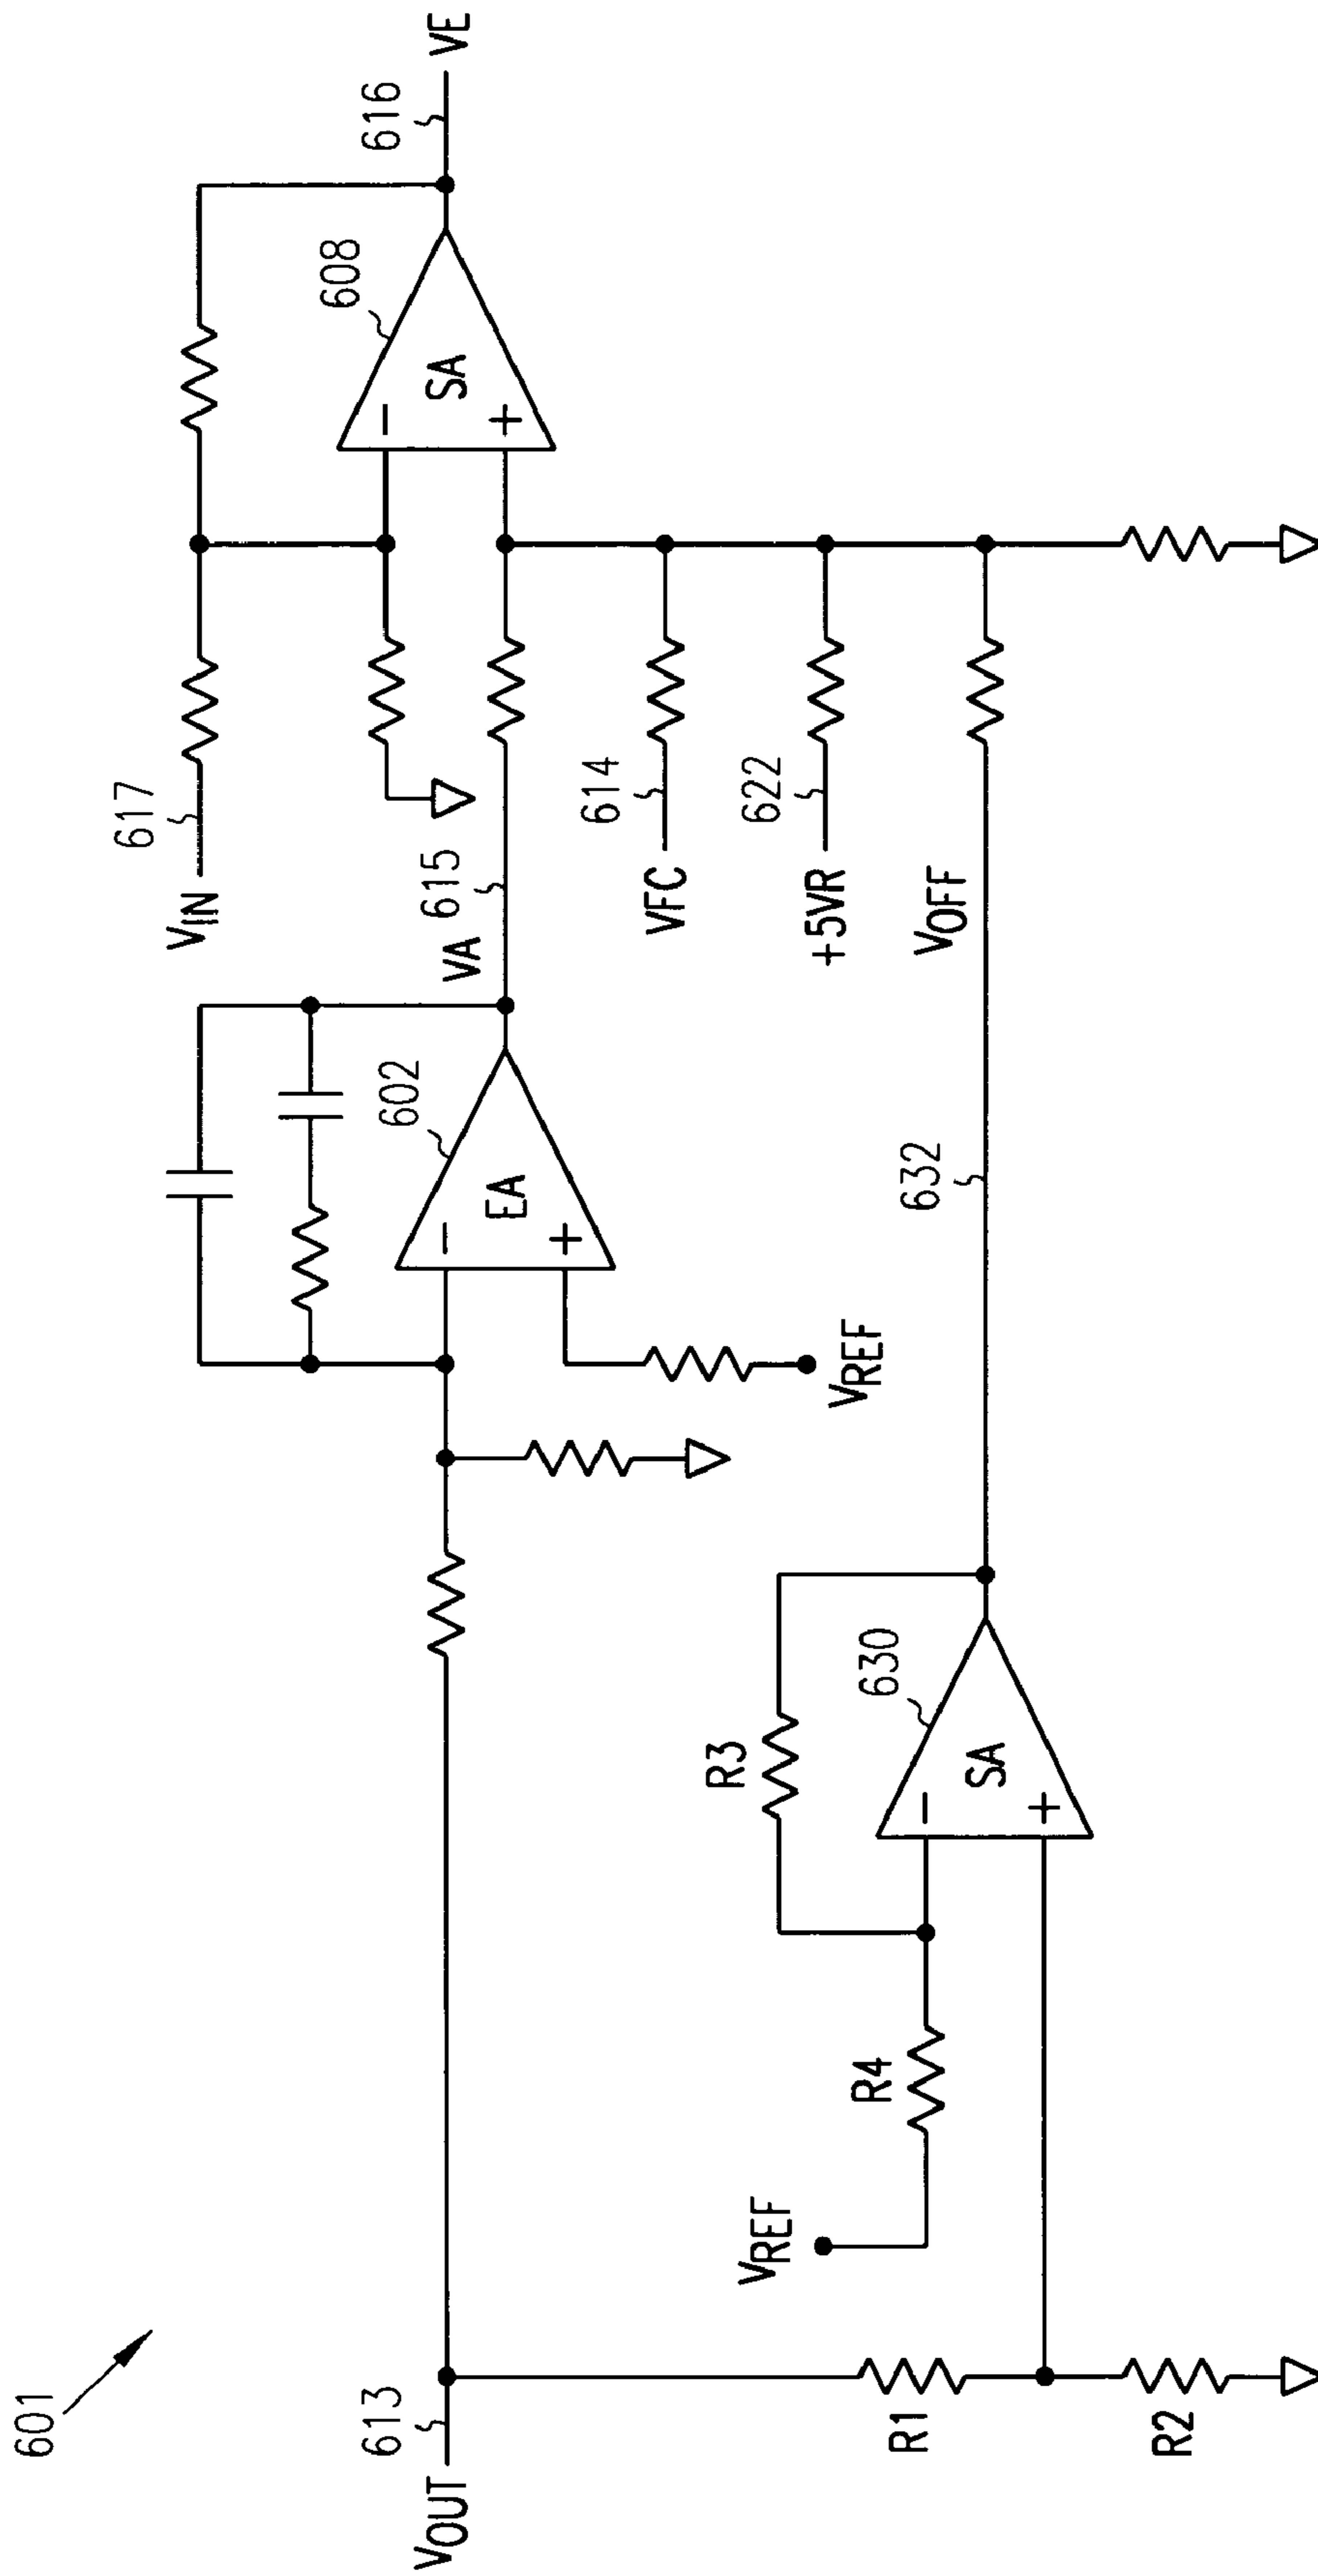 601
VOUT
613
R1
R2
VREF
R4
R3
SA
−
+
630
632
VOFF
EA
−
+
602
VREF
VA
615
VIN
617
VFC
614
+5VR
622
SA
−
+
608
616
VE